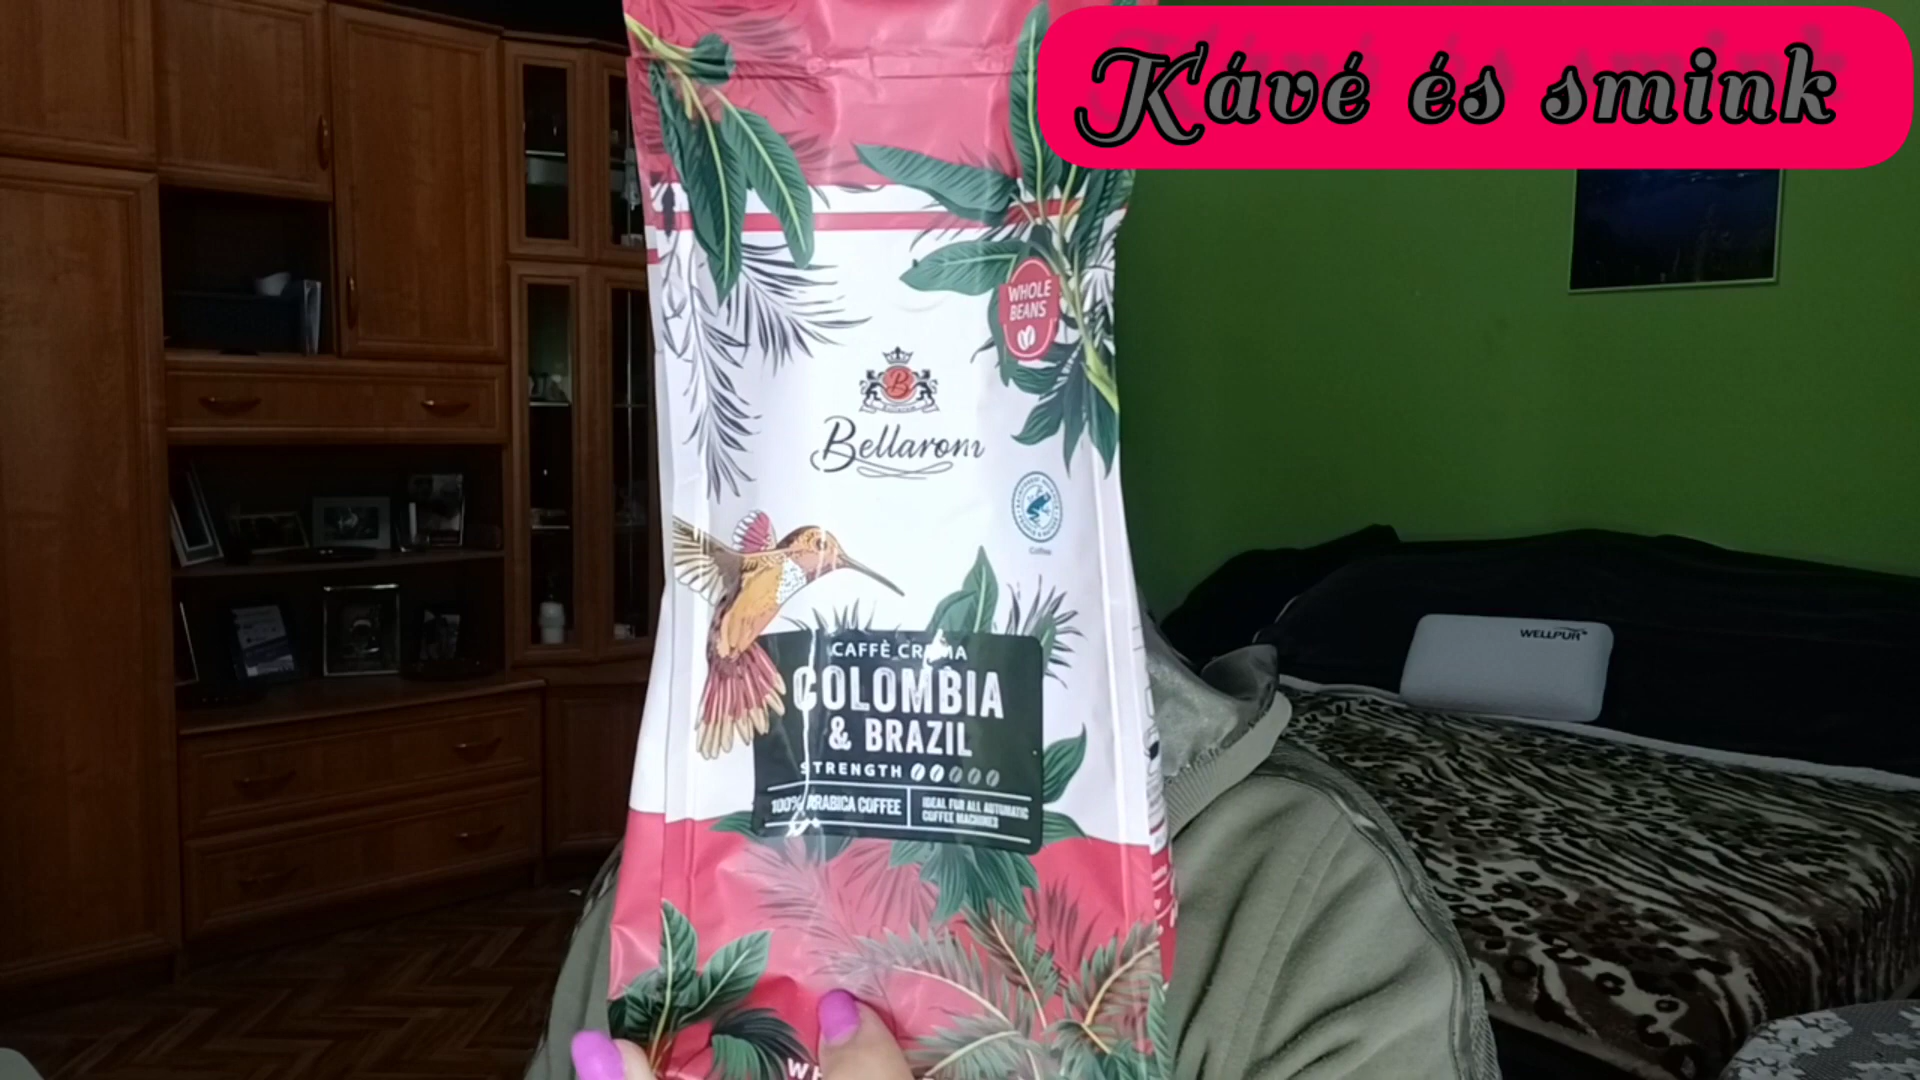 Kávé és smink
WHOLE
BEANS
B
Bellarom
Coffee
WELLPUR
CAFFÈ CREMA
COLOMBIA
& BRAZIL
STRENGTH
100% ARABICA COFFEE
IDEAL FOR ALL AUTOMATIC
COFFEE MACHINES